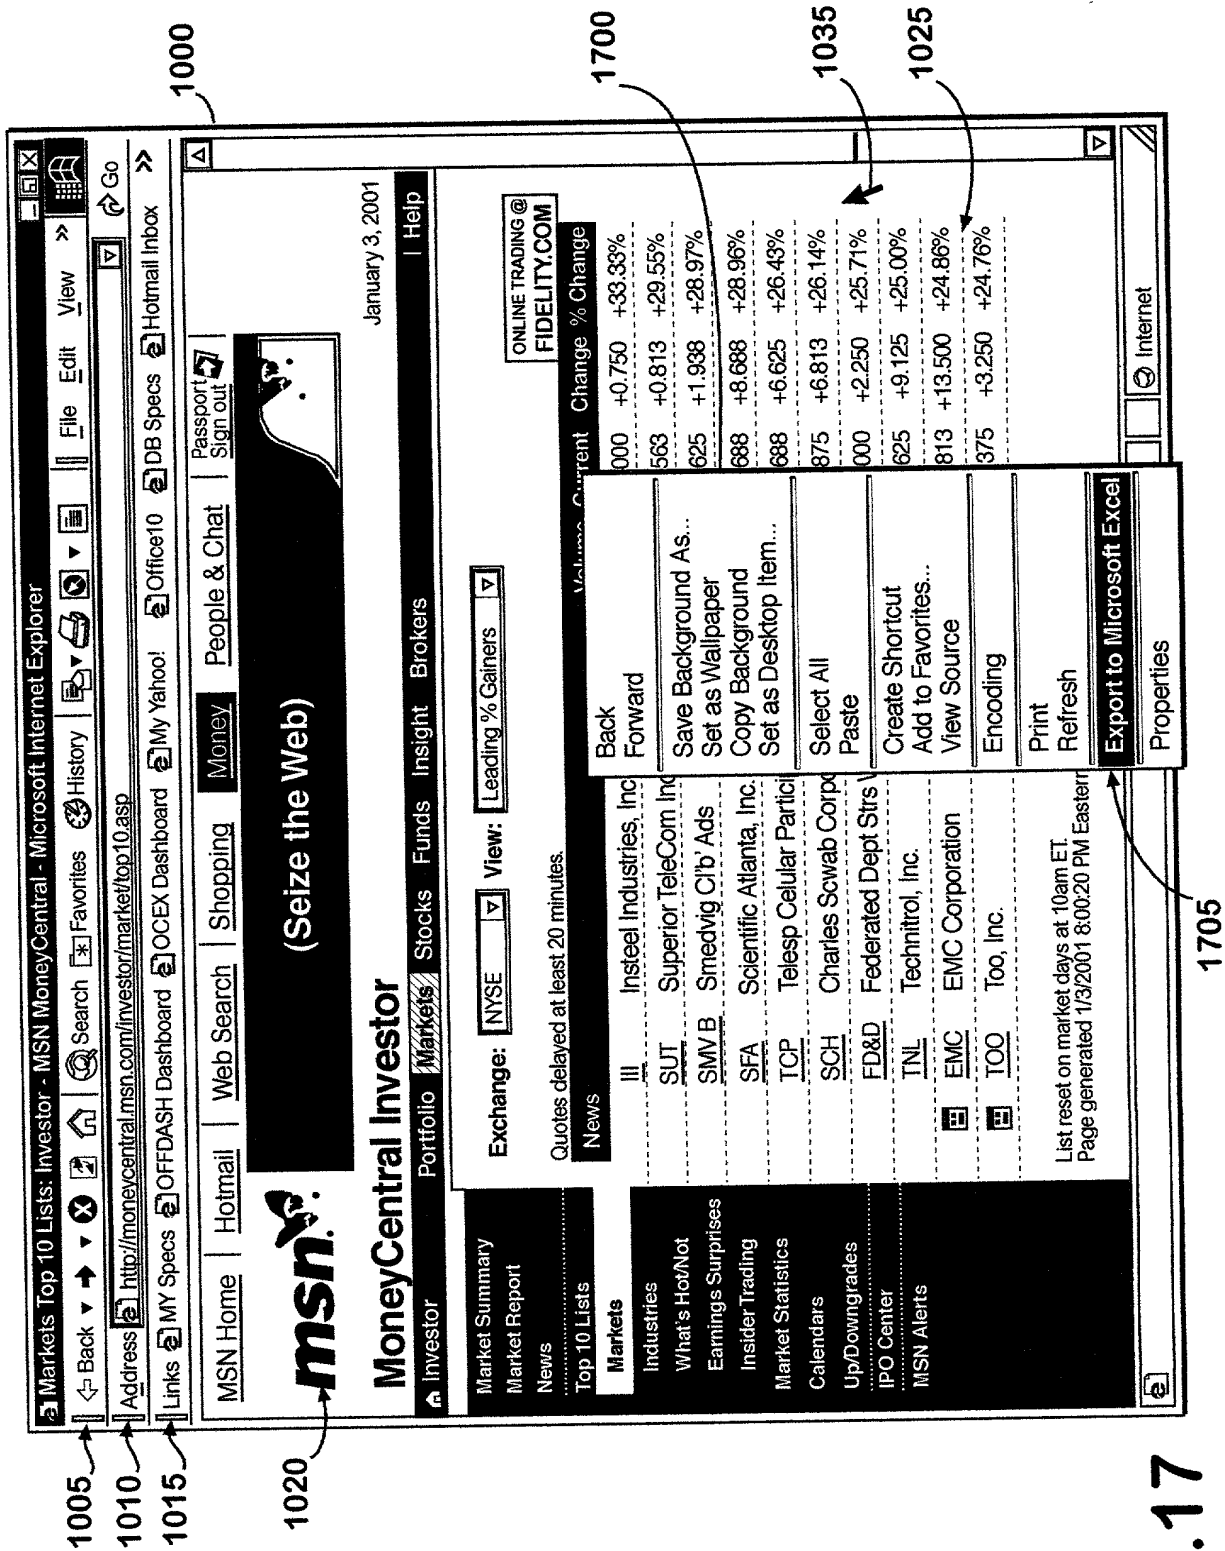 Markets Top 10 Lists: Investor - MSN MoneyCentral - Microsoft Internet Explorer
Back Search Favorites History File Edit View »
Address http://moneycentral.msn.com/investor/market/top10.asp Go
Links MY Specs OFFDASH Dashboard OCEX Dashboard My Yahoo! Office10 DB Specs Hotmail Inbox »
MSN Home | Hotmail | Web Search | Shopping | Money | People & Chat | Passport Sign out
msn.
(Seize the Web)
MoneyCentral Investor
January 3, 2001
Investor Portfolio Markets Stocks Funds Insight Brokers | Help
Market Summary
Market Report
News
Top 10 Lists
Markets
Industries
What's Hot/Not
Earnings Surprises
Insider Trading
Market Statistics
Calendars
Up/Downgrades
IPO Center
MSN Alerts
Exchange: NYSE View: Leading % Gainers
ONLINE TRADING @
FIDELITY.COM
Quotes delayed at least 20 minutes.
News Volume Current Change % Change
III Insteel Industries, Inc 000 +0.750 +33.33%
SUT Superior TeleCom Inc 563 +0.813 +29.55%
SMV B Smedvig Cl'b' Ads 625 +1.938 +28.97%
SFA Scientific Atlanta, Inc. 688 +8.688 +28.96%
TCP Telesp Celular Partici 688 +6.625 +26.43%
SCH Charles Scwab Corpo 875 +6.813 +26.14%
FD&D Federated Dept Strs 000 +2.250 +25.71%
TNL Technitrol, Inc. 625 +9.125 +25.00%
EMC EMC Corporation 813 +13.500 +24.86%
TOO Too, Inc. 375 +3.250 +24.76%
List reset on market days at 10am ET.
Page generated 1/3/2001 8:00:20 PM Eastern
Back
Forward
Save Background As...
Set as Wallpaper
Copy Background
Set as Desktop Item...
Select All
Paste
Create Shortcut
Add to Favorites...
View Source
Encoding
Print
Refresh
Export to Microsoft Excel
Properties
Internet
1000
1005
1010
1015
1020
1700
1035
1025
1705
.17